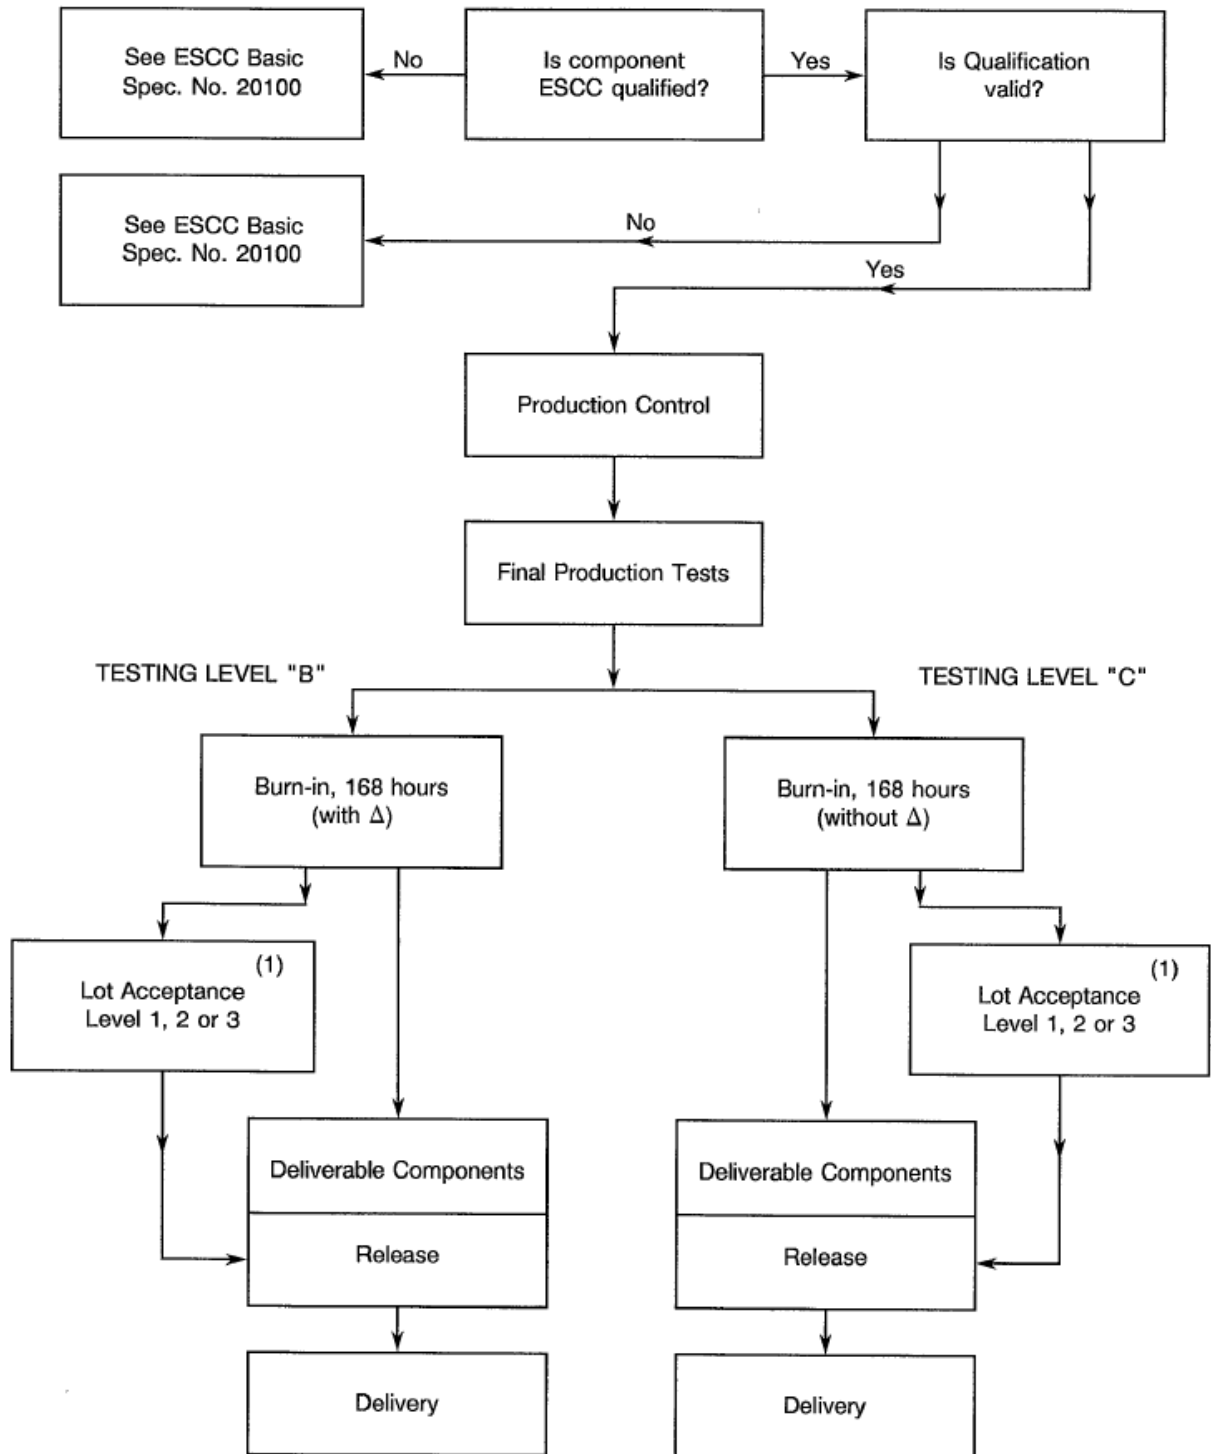 See ESCC Basic
Spec. No. 20100
No
Is component
ESCC qualified?
Yes
Is Qualification
valid?
See ESCC Basic
Spec. No. 20100
No
Yes
Production Control
Final Production Tests
TESTING LEVEL "B"
TESTING LEVEL "C"
Burn-in, 168 hours
(with Δ)
Burn-in, 168 hours
(without Δ)
(1)
Lot Acceptance
Level 1, 2 or 3
(1)
Lot Acceptance
Level 1, 2 or 3
Deliverable Components
Release
Deliverable Components
Release
Delivery
Delivery